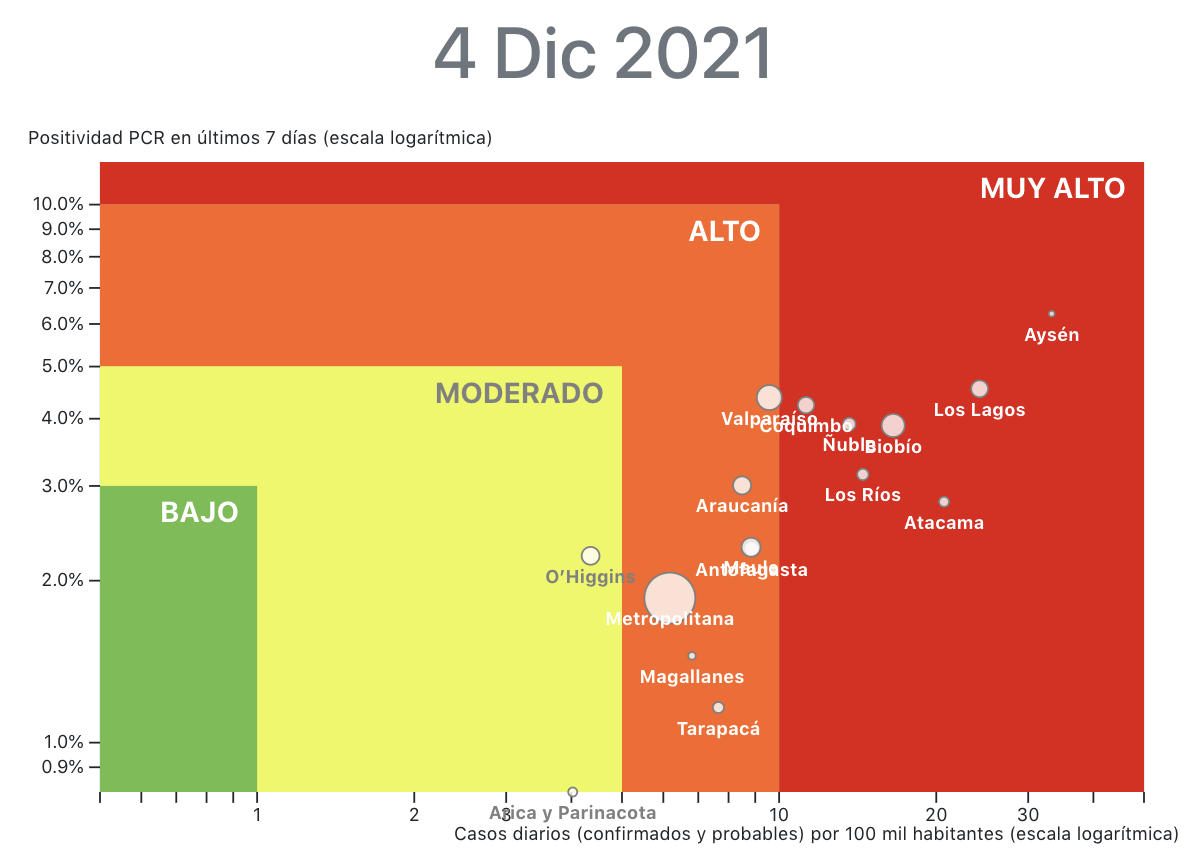 4 Dic 2021
Positividad PCR en últimos 7 días (escala logarítmica)
MUY ALTO
10.0%
ALTO
9.0%
8.0%
7.0%
6.0%
Aysén
5.0%
MODERADO
4.0%
Los Lagos
Valparaíso
Coquimbo
Ñuble
Biobío
3.0%
Los Ríos
Araucanía
BAJO
Atacama
Antofagasta
Maule
2.0%
O’Higgins
Metropolitana
Magallanes
Tarapacá
1.0%
0.9%
Arica y Parinacota
1 2 3 10 20 30
Casos diarios (confirmados y probables) por 100 mil habitantes (escala logarítmica)